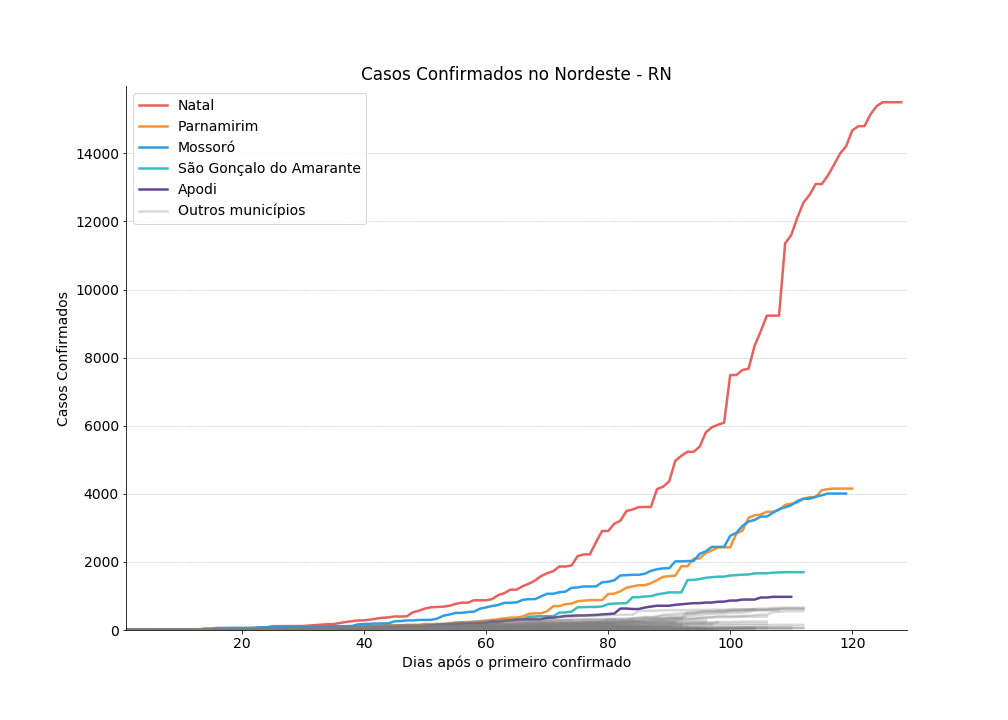 Casos Confirmados no Nordeste - RN
Natal
Parnamirim
Mossoró
São Gonçalo do Amarante
Apodi
Outros municípios
Casos Confirmados
14000
12000
10000
8000
6000
4000
2000
0
20
40
60
80
100
120
Dias após o primeiro confirmado